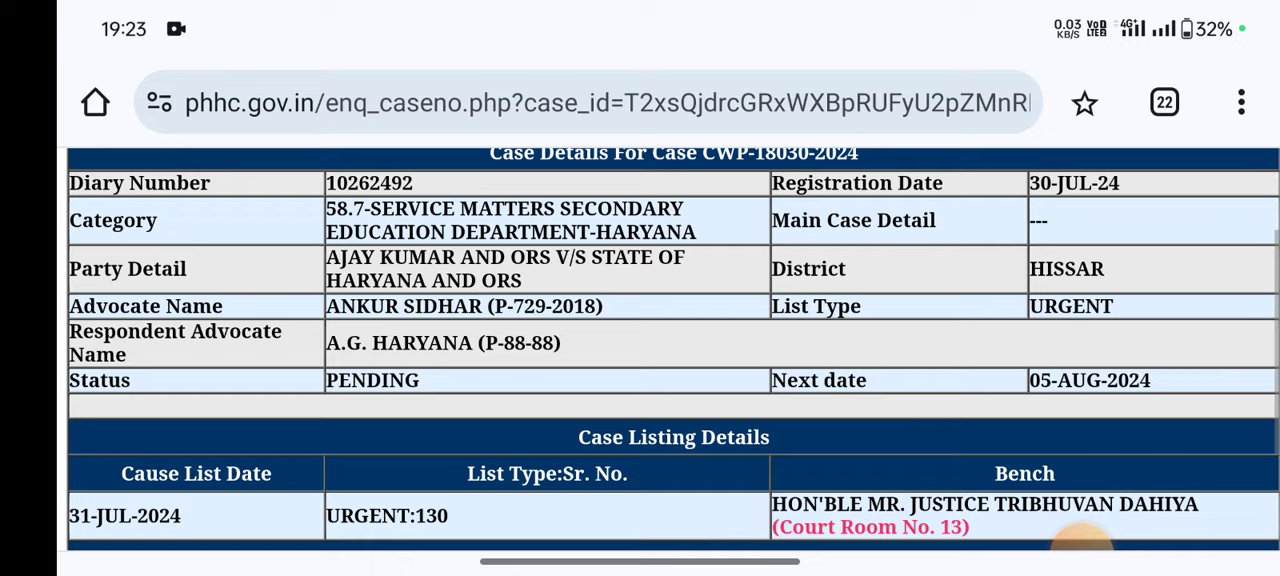 19:23
0.03 KB/S VoD LTE2 4G+ 32%
phhc.gov.in/enq_caseno.php?case_id=T2xsQjdrcGRxWXBpRUFyU2pZMnR
22
Case Details For Case CWP-18030-2024
Diary Number 10262492 Registration Date 30-JUL-24
Category 58.7-SERVICE MATTERS SECONDARY EDUCATION DEPARTMENT-HARYANA Main Case Detail ---
Party Detail AJAY KUMAR AND ORS V/S STATE OF HARYANA AND ORS District HISSAR
Advocate Name ANKUR SIDHAR (P-729-2018) List Type URGENT
Respondent Advocate Name A.G. HARYANA (P-88-88)
Status PENDING Next date 05-AUG-2024
Case Listing Details
Cause List Date List Type:Sr. No. Bench
31-JUL-2024 URGENT:130 HON'BLE MR. JUSTICE TRIBHUVAN DAHIYA
(Court Room No. 13)